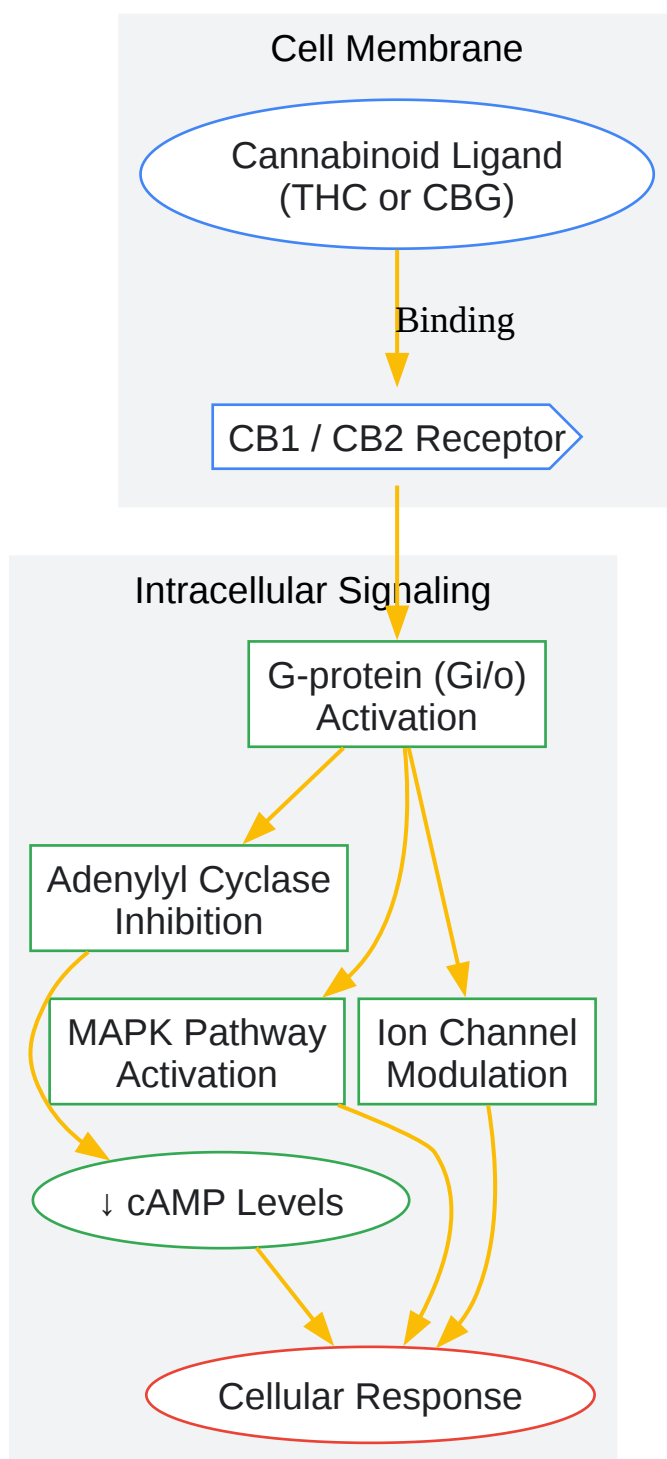 Cell Membrane
Cannabinoid Ligand
(THC or CBG)
Binding
CB1 / CB2 Receptor
Intracellular Signaling
G-protein (Gi/o)
Activation
Adenylyl Cyclase
Inhibition
MAPK Pathway
Activation
Ion Channel
Modulation
↓ cAMP Levels
Cellular Response